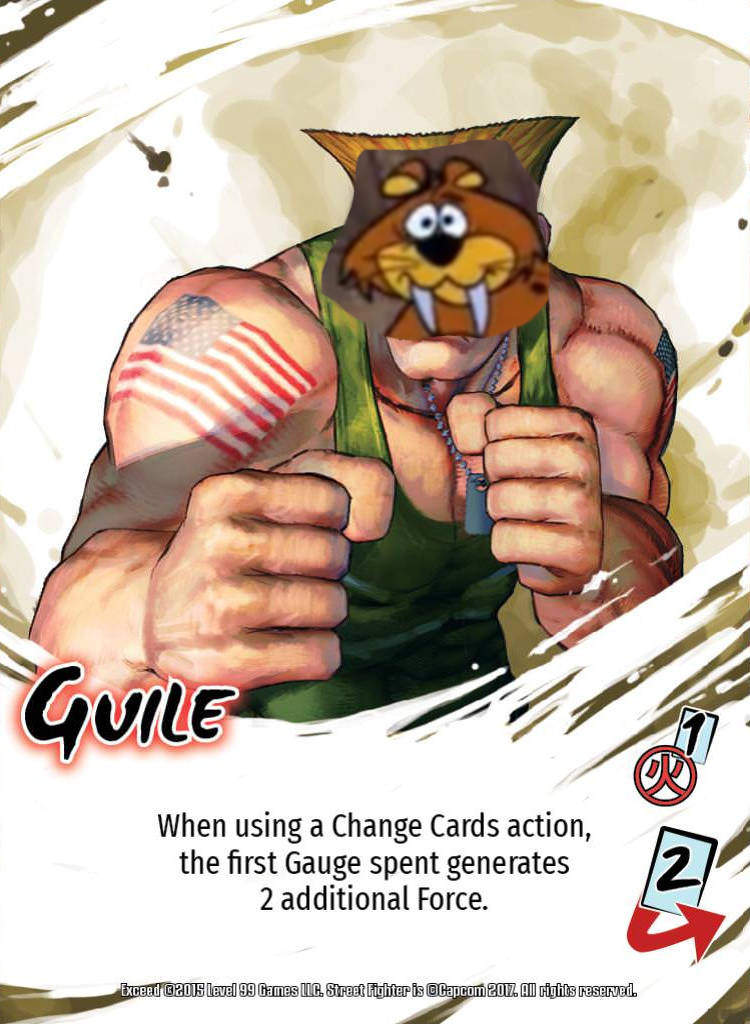 GUILE
1
火
2
When using a Change Cards action,
the first Gauge spent generates
2 additional Force.
Exceed ©2015 Level 99 Games LLC. Street Fighter is ©Capcom 2017. All rights reserved.